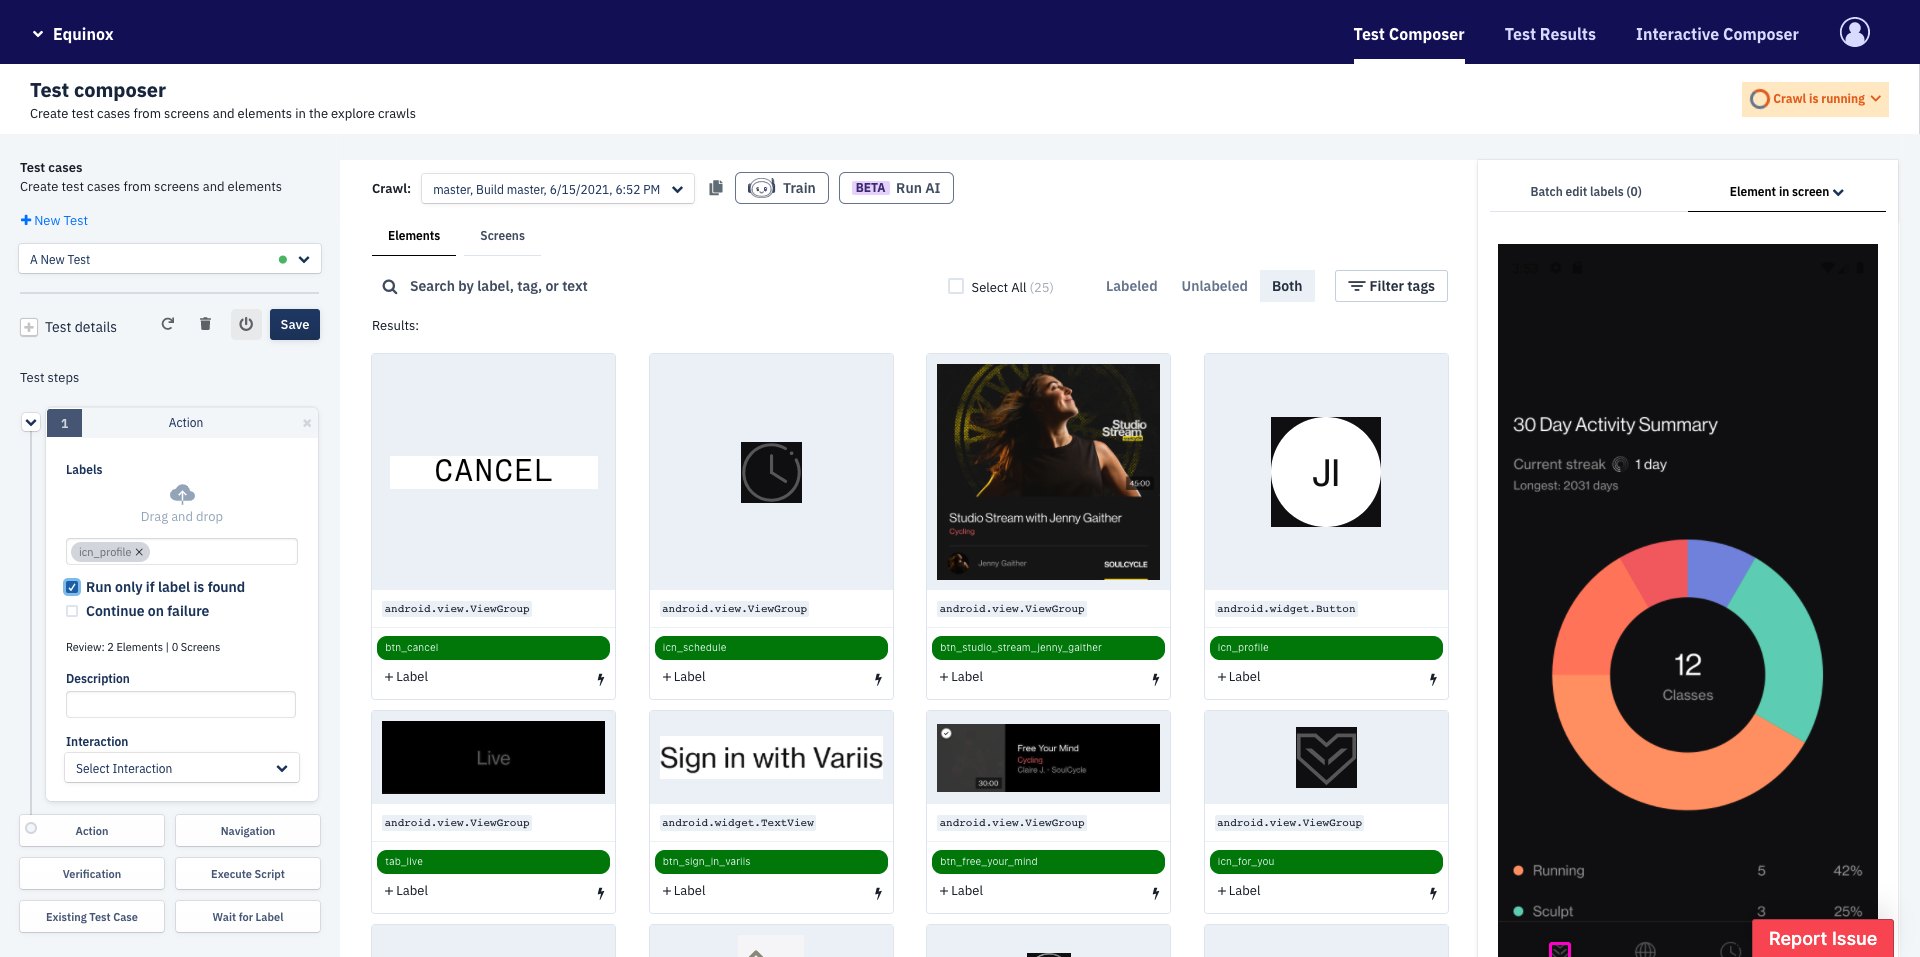 Equinox
Test Composer
Test Results
Interactive Composer
Test composer
Create test cases from screens and elements in the explore crawls
Crawl is running
Test cases
Create test cases from screens and elements
New Test
A New Test
Test details
Save
Test steps
1
Action
Labels
Drag and drop
icn_profile
Run only if label is found
Continue on failure
Review: 2 Elements | 0 Screens
Description
Interaction
Select Interaction
Action
Navigation
Verification
Execute Script
Existing Test Case
Wait for Label
Crawl:
master, Build master, 6/15/2021, 6:52 PM
Train
BETA Run AI
Elements
Screens
Search by label, tag, or text
Select All (25)
Labeled
Unlabeled
Both
Filter tags
Results:
CANCEL
android.view.ViewGroup
btn_cancel
+ Label
android.view.ViewGroup
icn_schedule
+ Label
Studio
Stream
45:00
Studio Stream with Jenny Gaither
Cycling
Jenny Gaither
SOULCYCLE
android.view.ViewGroup
btn_studio_stream_jenny_gaither
+ Label
JI
android.widget.Button
icn_profile
+ Label
Live
android.view.ViewGroup
tab_live
+ Label
Sign in with Variis
android.widget.TextView
btn_sign_in_variis
+ Label
Free Your Mind
Cycling
Claire J. - SoulCycle
30:00
android.view.ViewGroup
btn_free_your_mind
+ Label
android.view.ViewGroup
icn_for_you
+ Label
Batch edit labels (0)
Element in screen
30 Day Activity Summary
Current streak 1 day
Longest: 2031 days
12
Classes
Running 5 42%
Sculpt 3 25%
Report Issue